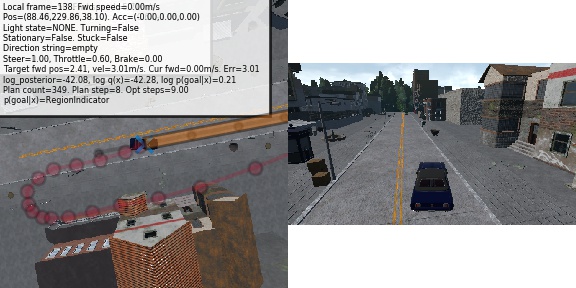 Local frame=138. Fwd speed=0.00m/s
Pos=(88.46,229.86,38.10). Acc=(-0.00,0.00,0.00)
Light state=NONE. Turning=False
Stationary=False. Stuck=False
Direction string=empty
Steer=1.00, Throttle=0.60, Brake=0.00
Target fwd pos=2.41, vel=3.01m/s. Cur fwd=0.00m/s. Err=3.01
log_posterior=-42.08, log q(x)=-42.28, log p(goal|x)=0.21
Plan count=349. Plan step=8. Opt steps=9.00
p(goal|x)=RegionIndicator